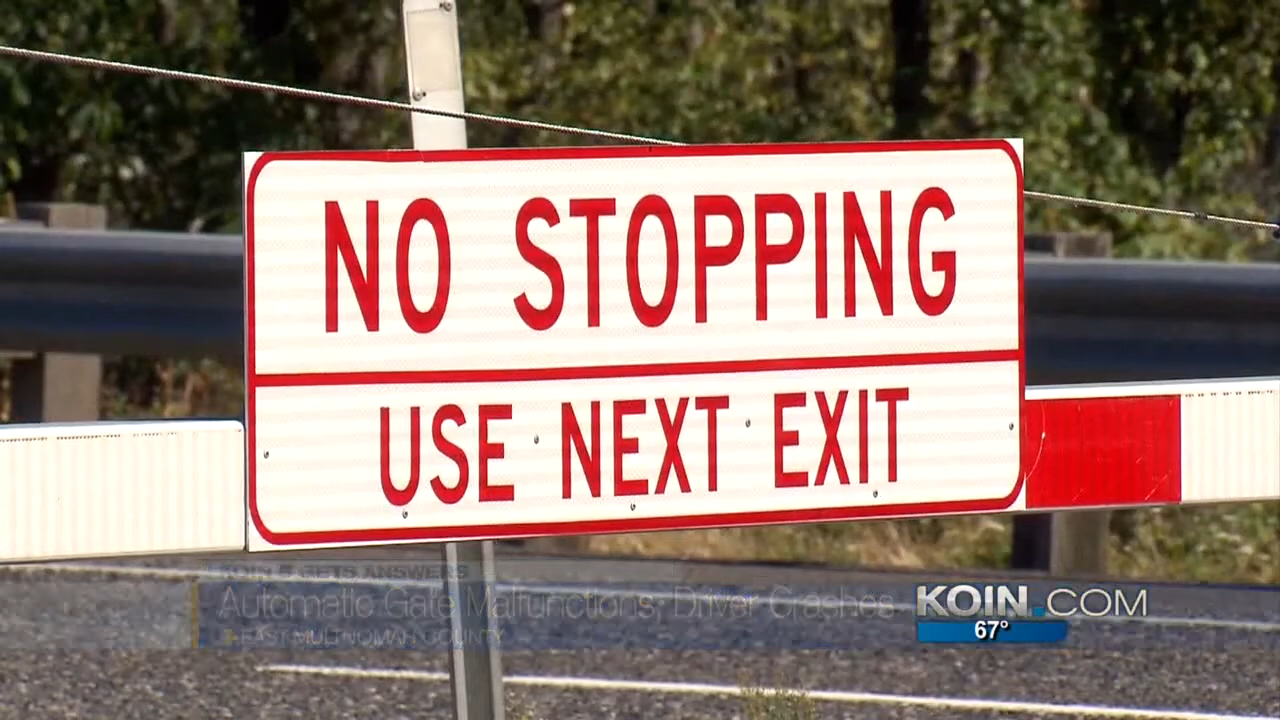 NO STOPPING
USE NEXT EXIT
KOIN 6 GETS ANSWERS
Automatic Gate Malfunctions, Driver Crashes
EAST MULTNOMAH COUNTY
KOIN.COM
67°